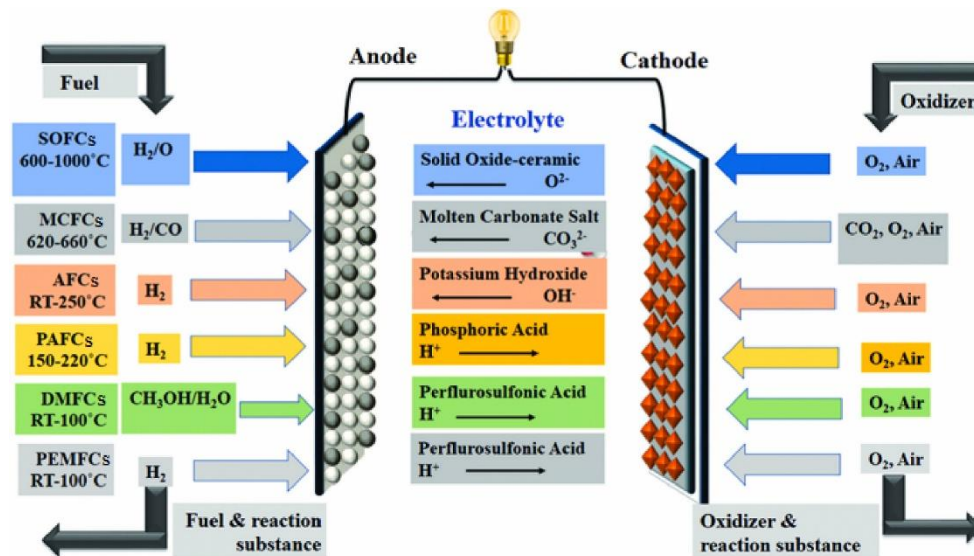 Anode
Cathode
Fuel
Oxidizer
Electrolyte
SOFCs
600-1000°C
H₂/O
Solid Oxide-ceramic
O²⁻
O₂, Air
MCFCs
620-660°C
H₂/CO
Molten Carbonate Salt
CO₃²⁻
CO₂, O₂, Air
AFCs
RT-250°C
H₂
Potassium Hydroxide
OH⁻
O₂, Air
PAFCs
150-220°C
H₂
Phosphoric Acid
H⁺
O₂, Air
DMFCs
RT-100°C
CH₃OH/H₂O
Perflurosulfonic Acid
H⁺
O₂, Air
PEMFCs
RT-100°C
H₂
Perflurosulfonic Acid
H⁺
O₂, Air
Fuel & reaction
substance
Oxidizer &
reaction substance